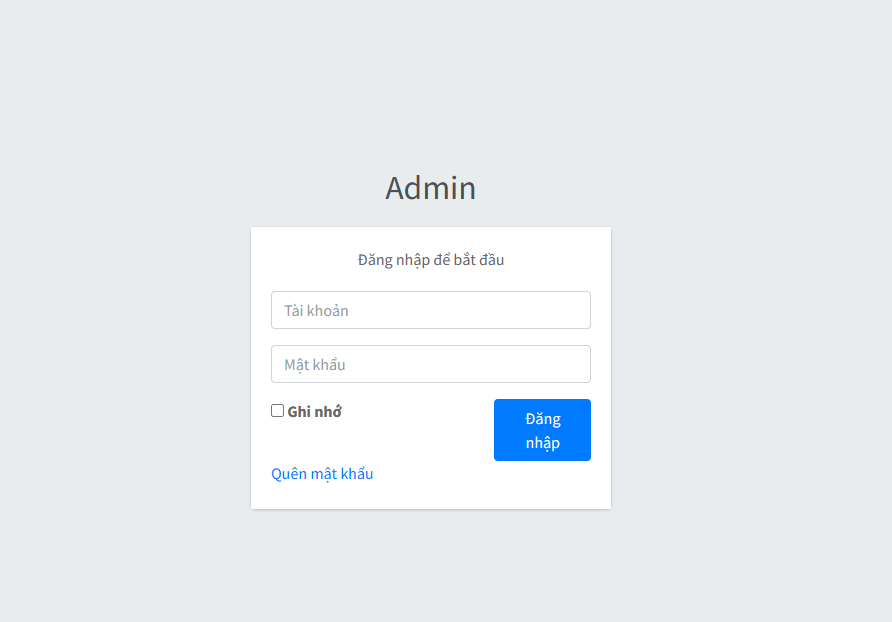 Admin
Đăng nhập để bắt đầu
Tài khoản
Mật khẩu
Ghi nhớ
Đăng
nhập
Quên mật khẩu